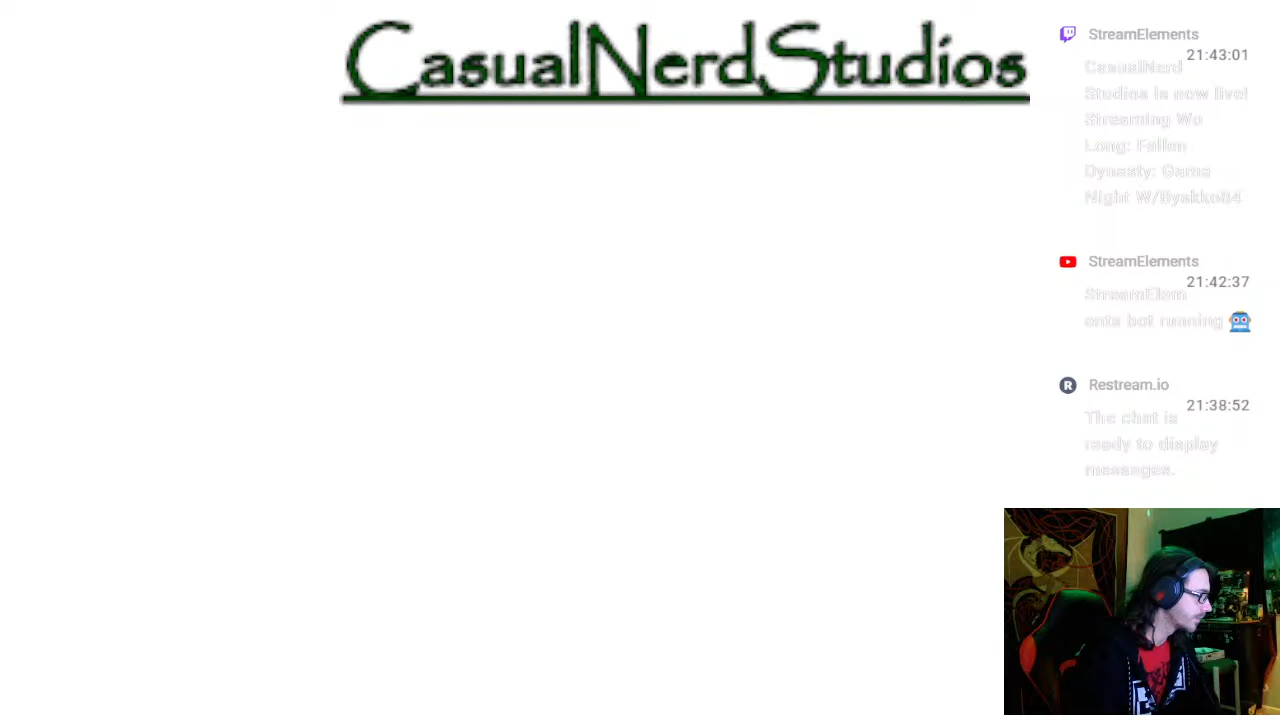 CasualNerdStudios
StreamElements
21:43:01
CasualNerd
Studios is now live!
Streaming Wo
Long: Fallen
Dynasty: Game
Night W/Byakko84
StreamElements
21:42:37
StreamElem
ents bot running
Restream.io
21:38:52
The chat is
ready to display
messages.